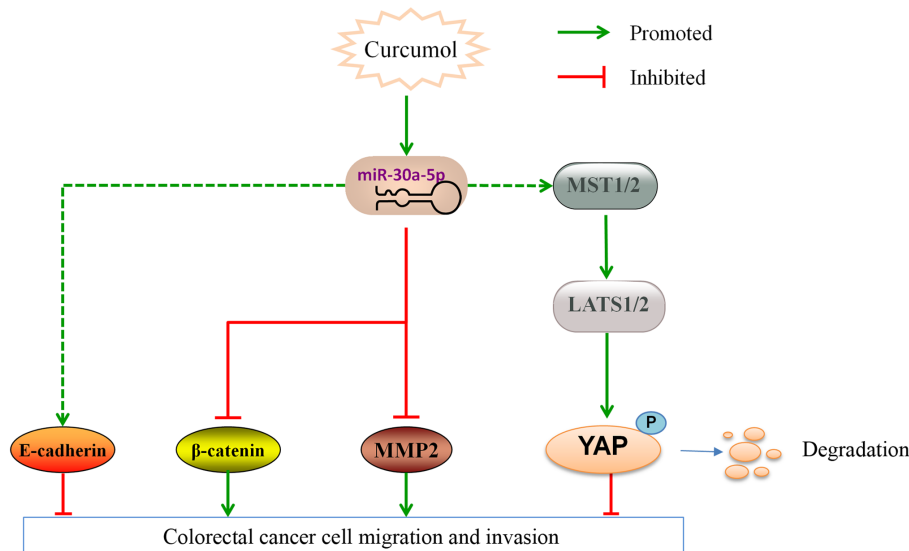 Curcumol
Promoted
Inhibited
miR-30a-5p
MST1/2
LATS1/2
E-cadherin
β-catenin
MMP2
YAP
P
Degradation
Colorectal cancer cell migration and invasion